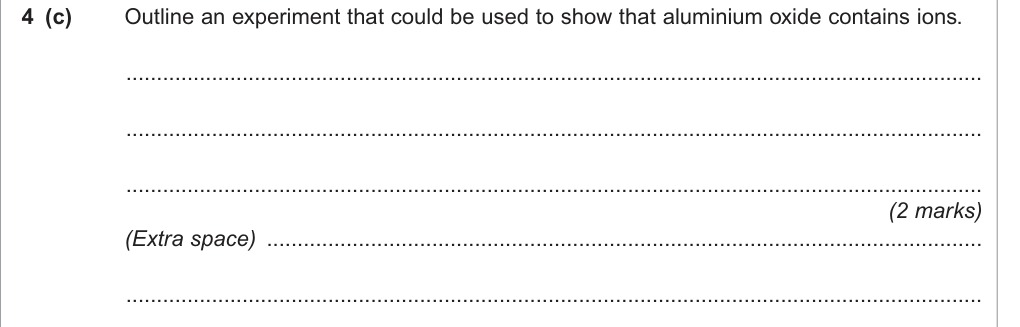 4 (c) Outline an experiment that could be used to show that aluminium oxide contains ions.
................................................................................
................................................................................
................................................................................
(2 marks)
(Extra space) ................................................................................
................................................................................